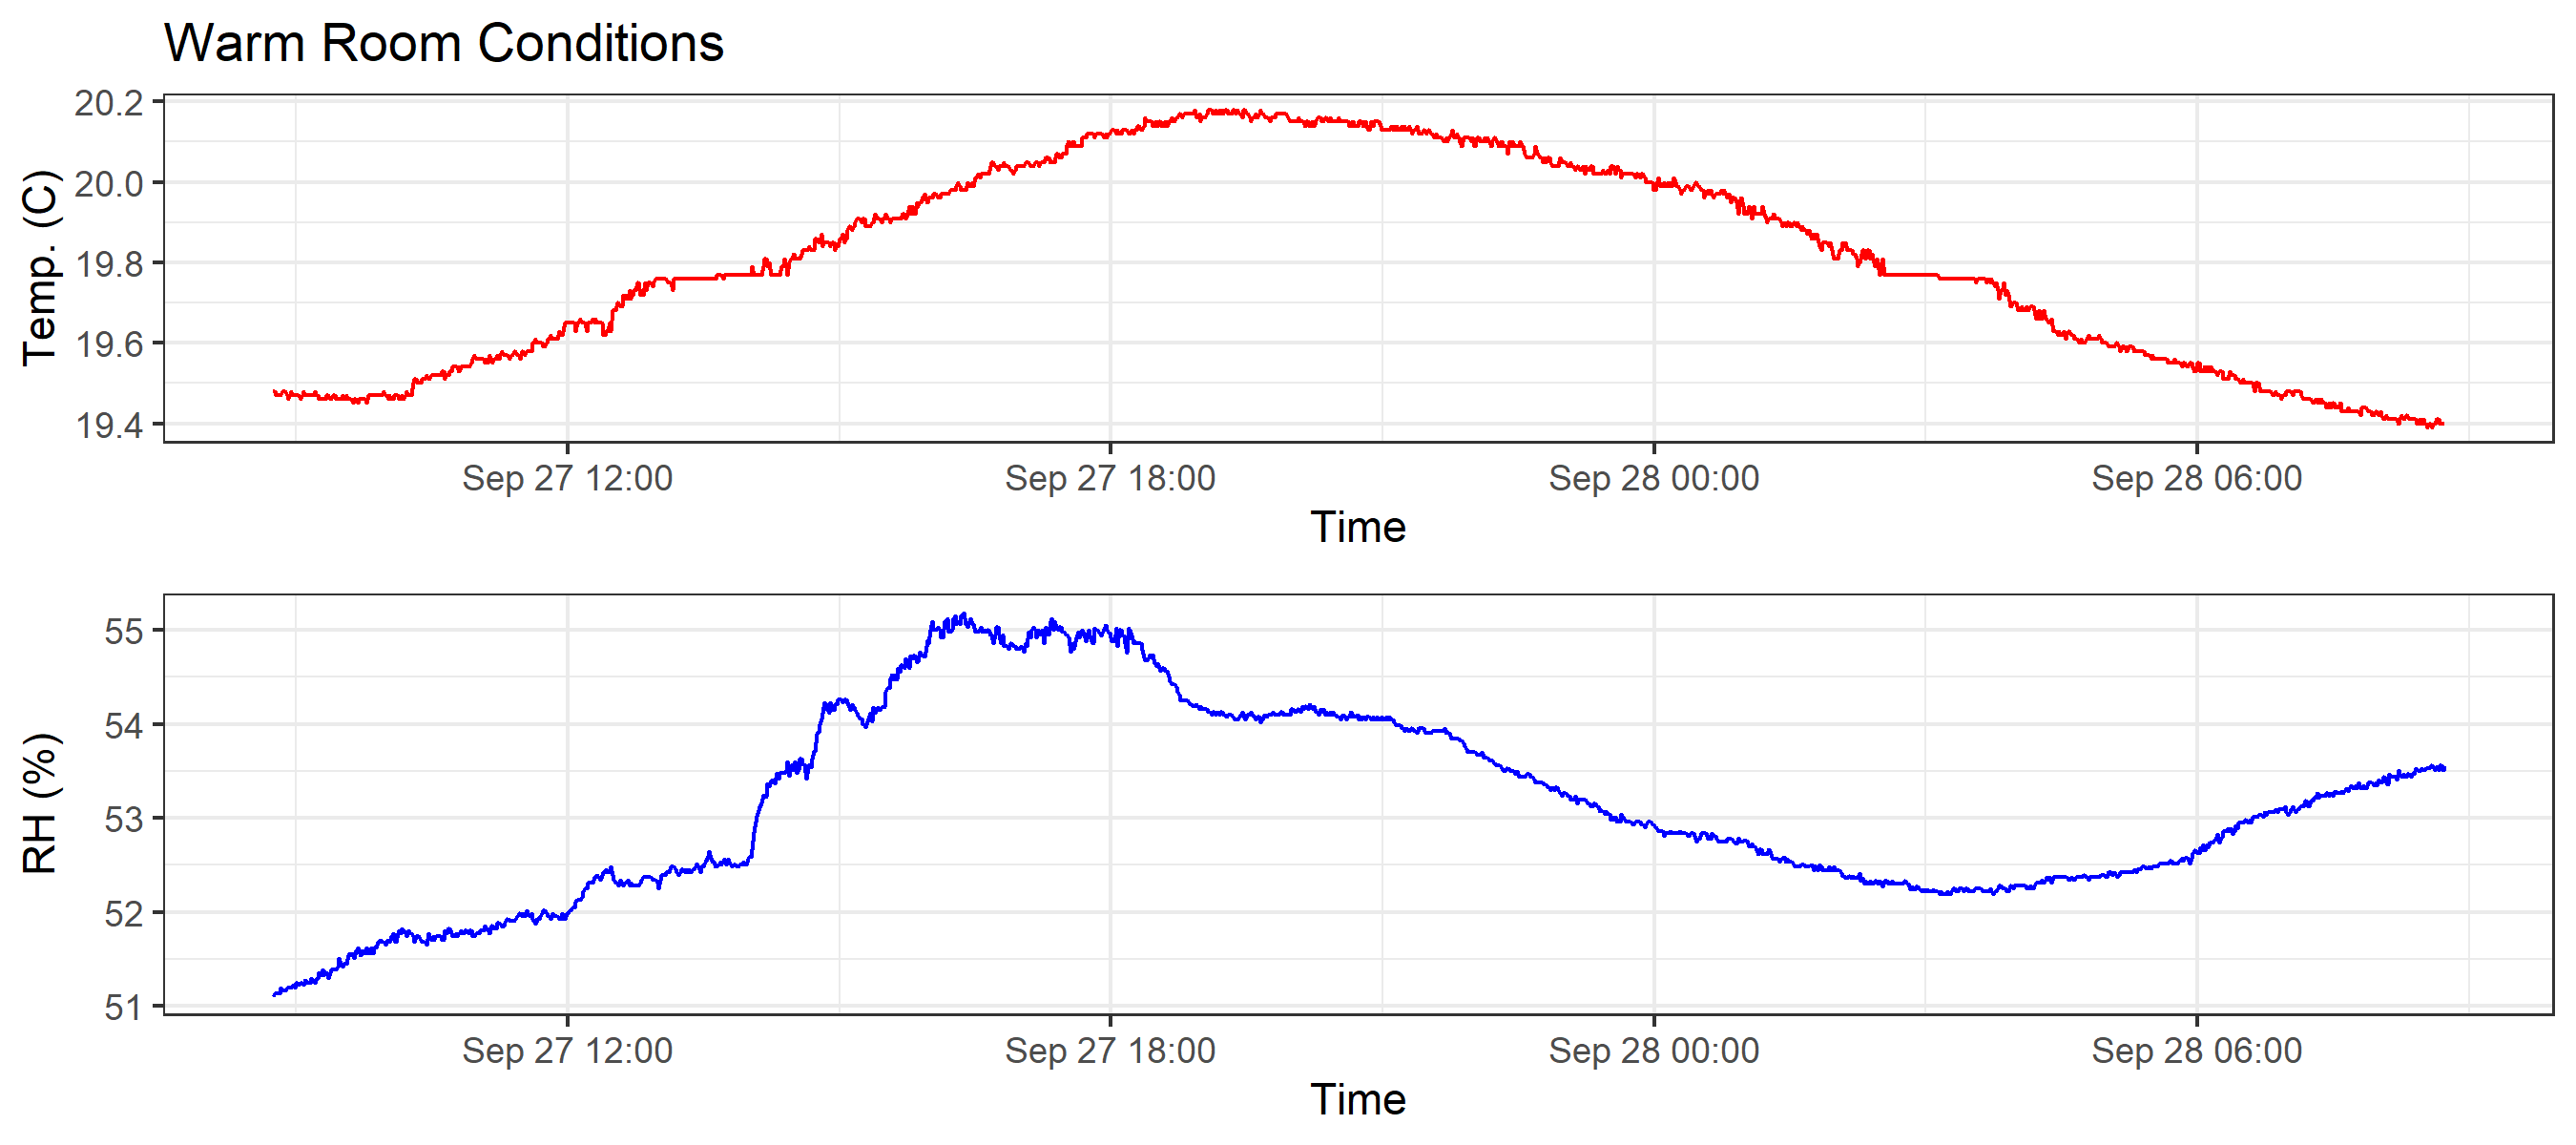 Warm Room Conditions
Temp. (C)
20.2
20.0
19.8
19.6
19.4
Sep 27 12:00 Sep 27 18:00 Sep 28 00:00 Sep 28 06:00
Time
RH (%)
55
54
53
52
51
Sep 27 12:00 Sep 27 18:00 Sep 28 00:00 Sep 28 06:00
Time